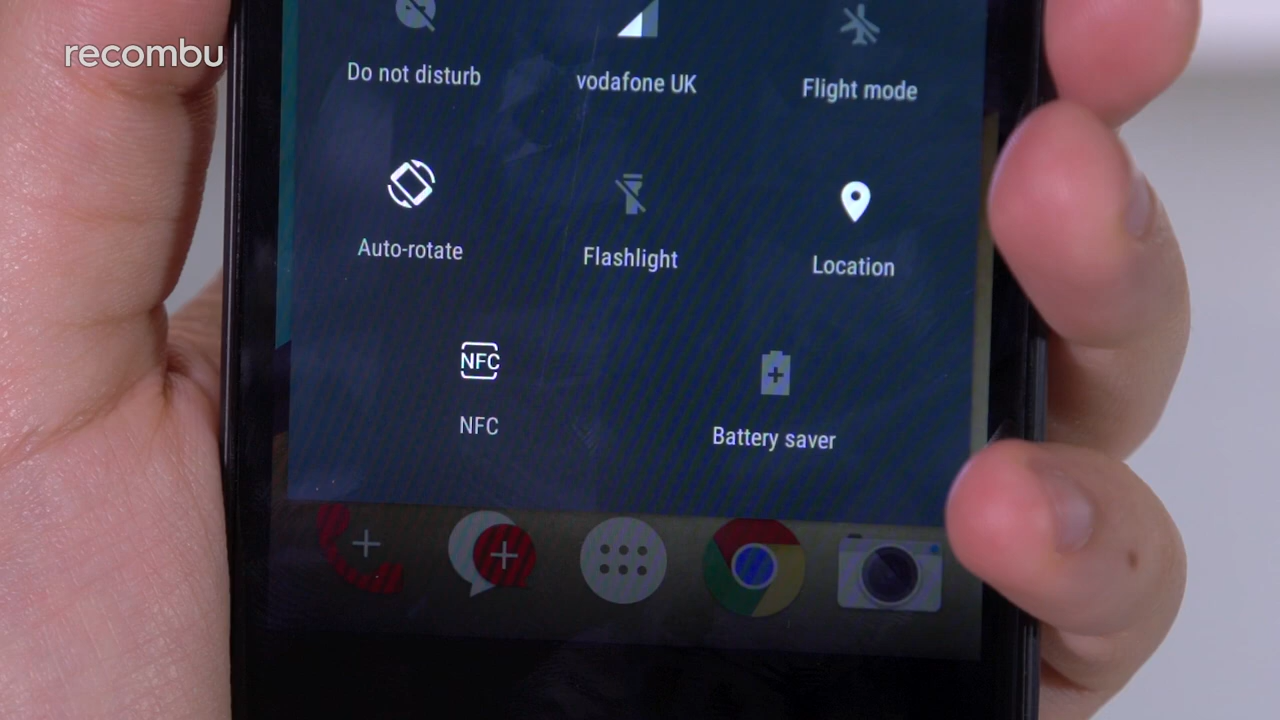 recombu
Do not disturb
vodafone UK
Flight mode
Auto-rotate
Flashlight
Location
NFC
NFC
Battery saver